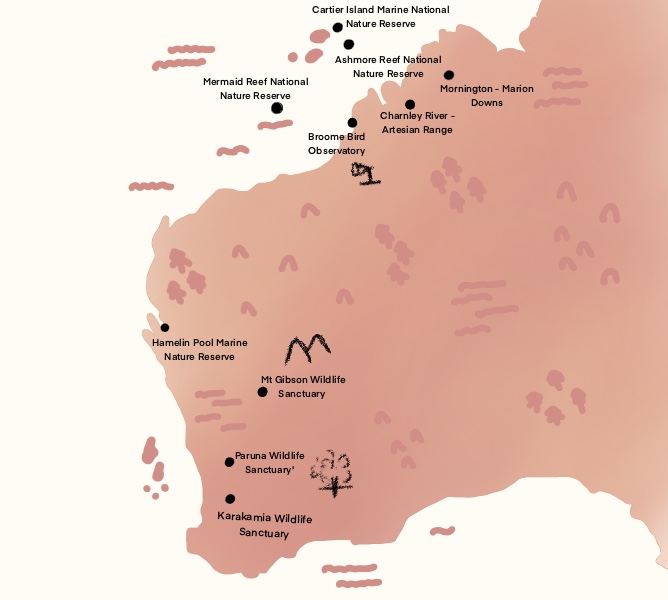 Cartier Island Marine National
Nature Reserve
Ashmore Reef National
Nature Reserve
Mermaid Reef National
Nature Reserve
Mornington - Marion
Downs
Charnley River -
Artesian Range
Broome Bird
Observatory
Hamelin Pool Marine
Nature Reserve
Mt Gibson Wildlife
Sanctuary
Paruna Wildlife
Sanctuary'
Karakamia Wildlife
Sanctuary